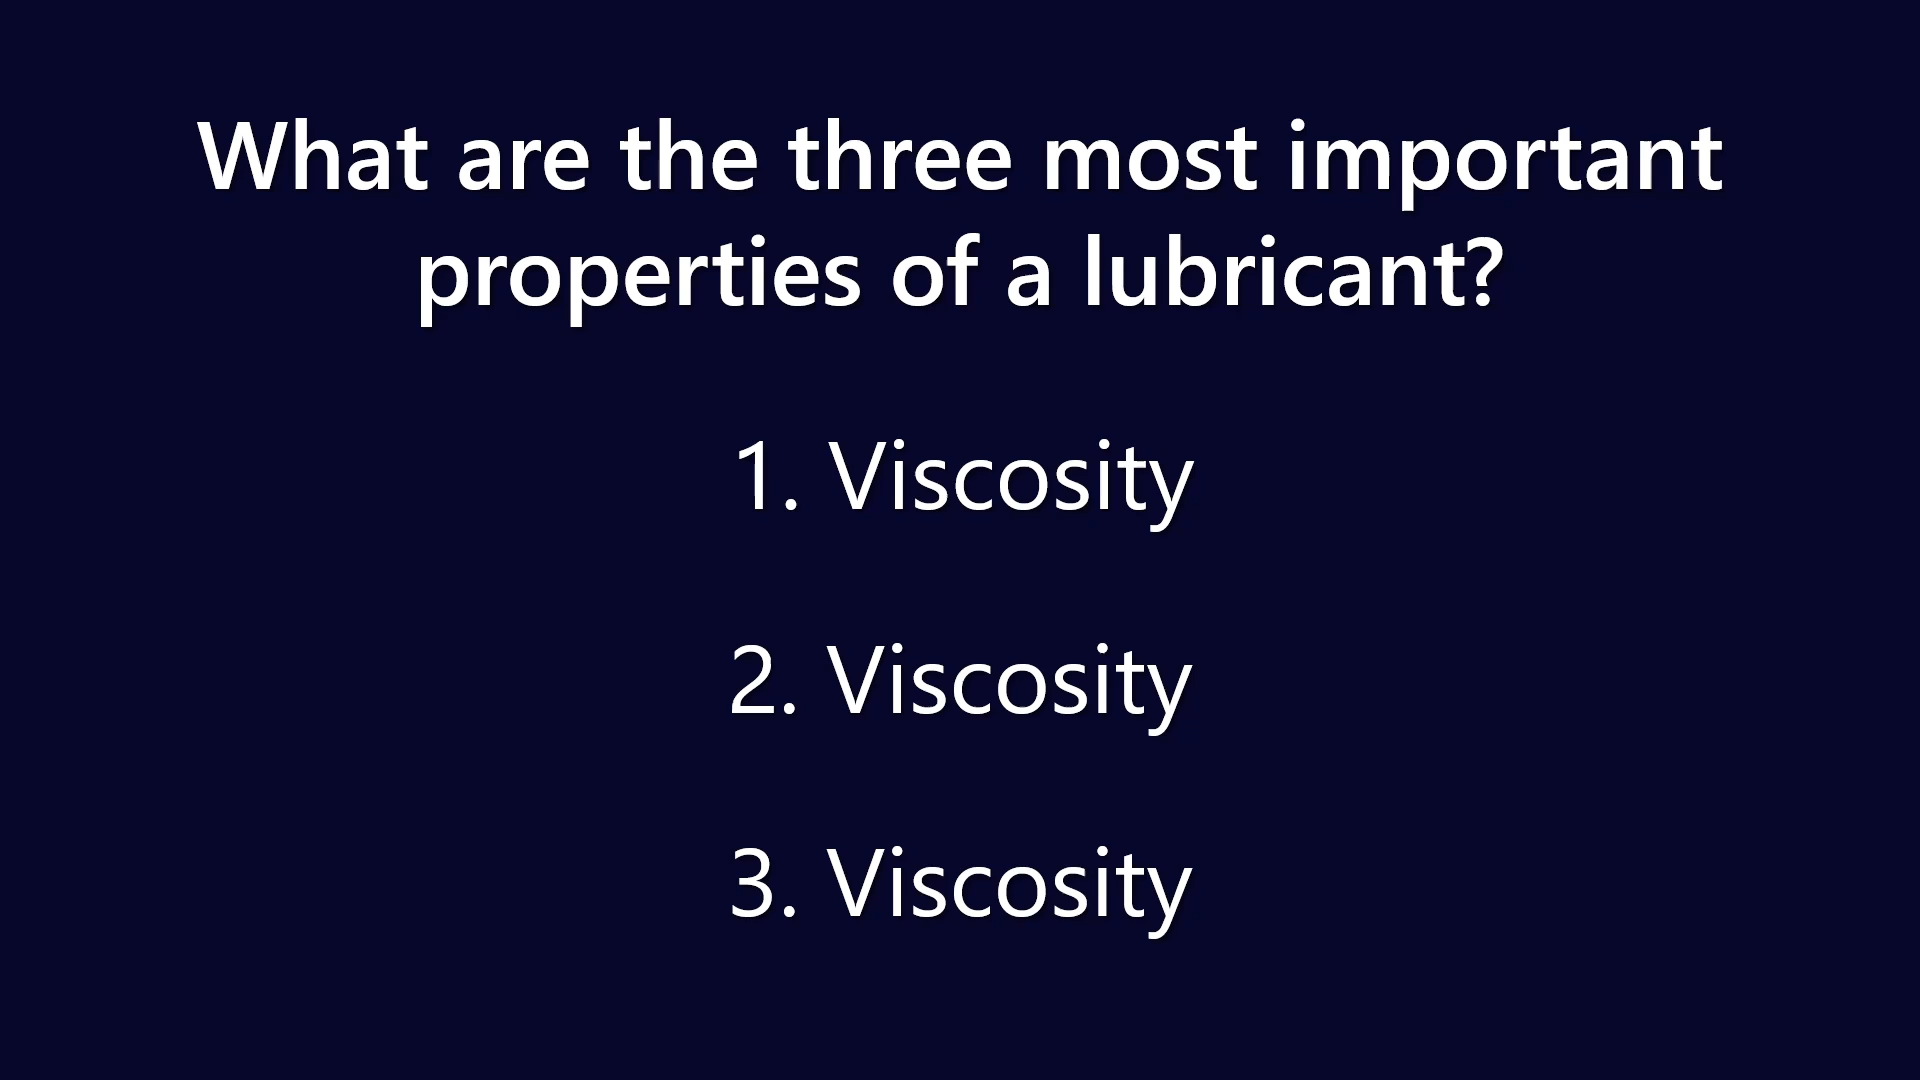 What are the three most important
properties of a lubricant?
1. Viscosity
2. Viscosity
3. Viscosity